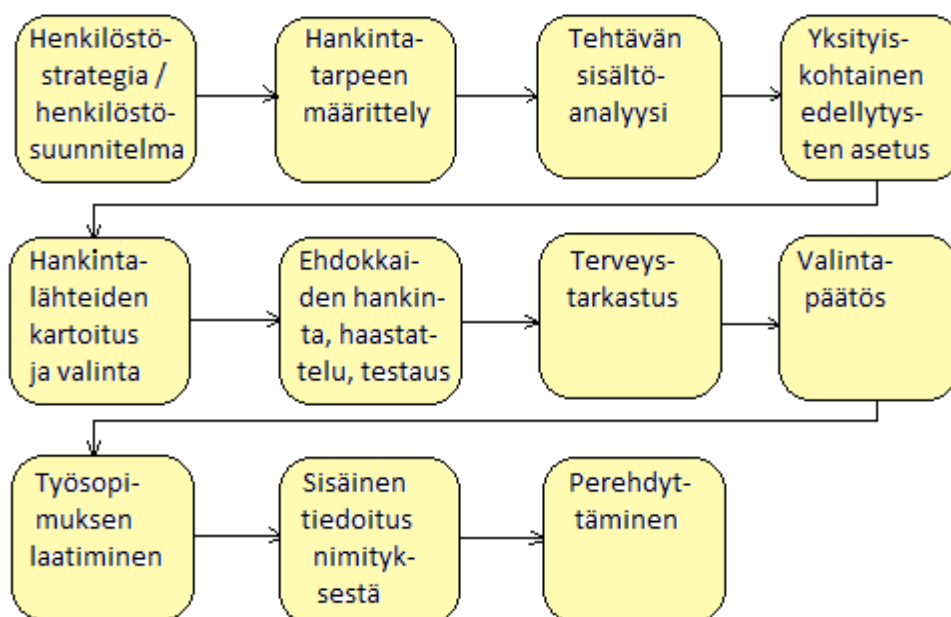 Henkilöstö-
strategia /
henkilöstö-
suunnitelma
Hankinta-
tarpeen
määrittely
Tehtävän
sisältö-
analyysi
Yksityis-
kohtainen
edellytys-
ten asetus
Hankinta-
lähteiden
kartoitus
ja valinta
Ehdokkai-
den hankin-
ta, haastat-
telu, testaus
Terveys-
tarkastus
Valinta-
päätös
Työsopi-
muksen
laatiminen
Sisäinen
tiedoitus
nimityk-
sestä
Perehdyt-
täminen